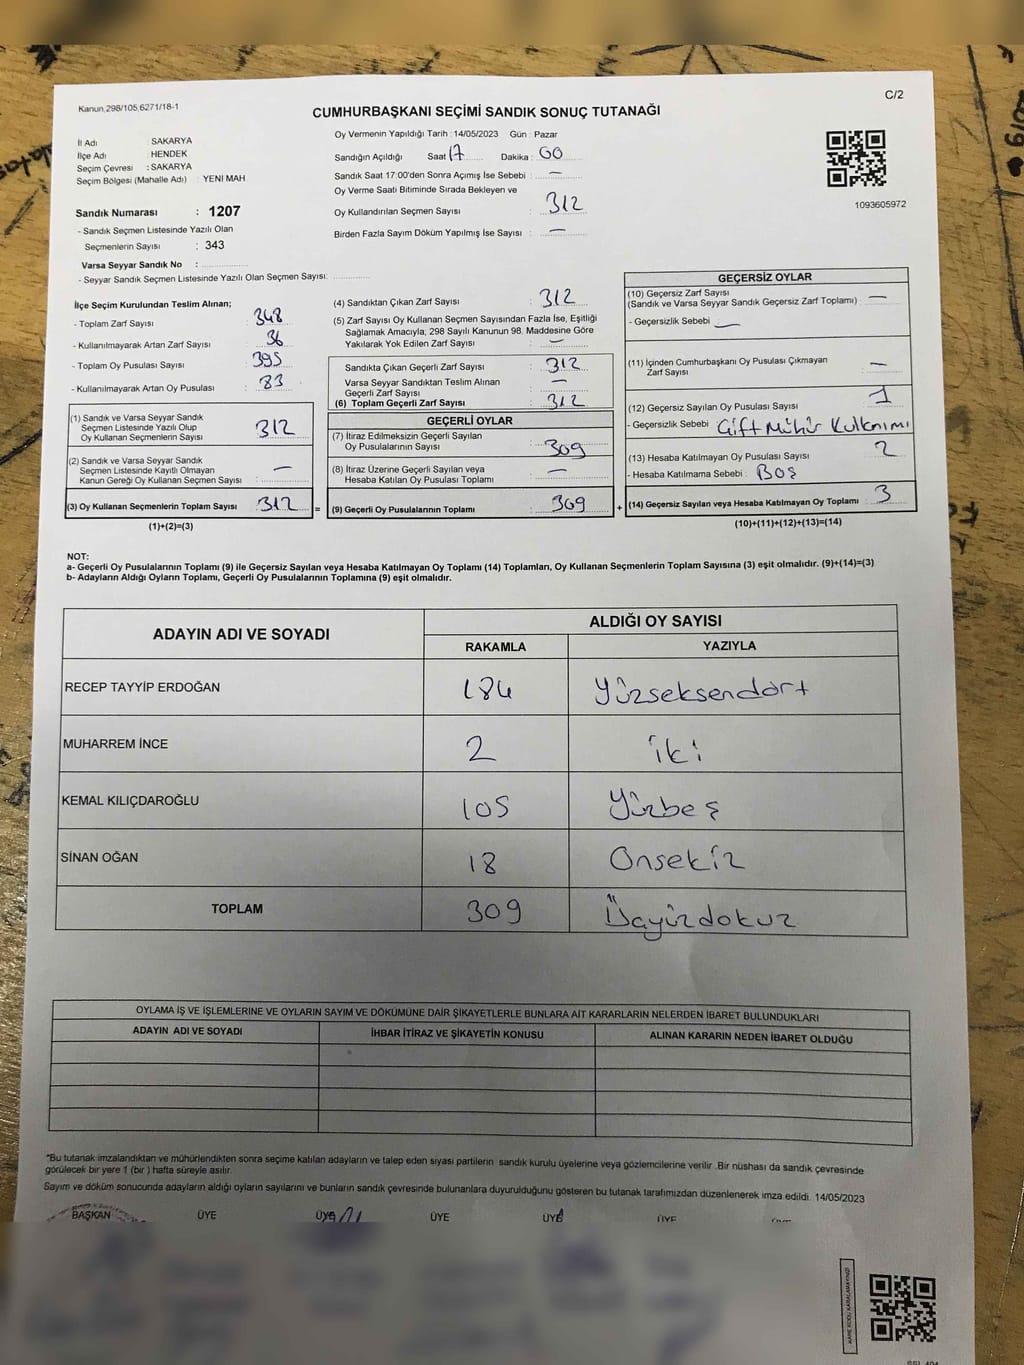 Kanun,298/105,6271/18-1
C/2
CUMHURBAŞKANI SEÇİMİ SANDIK SONUÇ TUTANAĞI
İl Adı : SAKARYA
İlçe Adı : HENDEK
Seçim Çevresi : SAKARYA
Seçim Bölgesi (Mahalle Adı) : YENI MAH
Sandık Numarası : 1207
- Sandık Seçmen Listesinde Yazılı Olan
Seçmenlerin Sayısı : 343
Varsa Seyyar Sandık No :
- Seyyar Sandık Seçmen Listesinde Yazılı Olan Seçmen Sayısı:
Oy Vermenin Yapıldığı Tarih : 14/05/2023 Gün : Pazar
Sandığın Açıldığı Saat 17 Dakika : 00
Sandık Saat 17:00'den Sonra Açımış İse Sebebi : —
Oy Verme Saati Bitiminde Sırada Bekleyen ve
Oy Kullandırılan Seçmen Sayısı : 312
Birden Fazla Sayım Döküm Yapılmış İse Sayısı : —
1093605972
İlçe Seçim Kurulundan Teslim Alınan;
- Toplam Zarf Sayısı : 348
- Kullanılmayarak Artan Zarf Sayısı : 36
- Toplam Oy Pusulası Sayısı : 395
- Kullanılmayarak Artan Oy Pusulası : 83
(1) Sandık ve Varsa Seyyar Sandık
Seçmen Listesinde Yazılı Olup
Oy Kullanan Seçmenlerin Sayısı : 312
(2) Sandık ve Varsa Seyyar Sandık
Seçmen Listesinde Kayıtlı Olmayan
Kanun Gereği Oy Kullanan Seçmen Sayısı : —
(3) Oy Kullanan Seçmenlerin Toplam Sayısı : 312 =
(1)+(2)=(3)
(4) Sandıktan Çıkan Zarf Sayısı : 312
(5) Zarf Sayısı Oy Kullanan Seçmen Sayısından Fazla İse, Eşitliği
Sağlamak Amacıyla; 298 Sayılı Kanunun 98. Maddesine Göre
Yakılarak Yok Edilen Zarf Sayısı : —
Sandıkta Çıkan Geçerli Zarf Sayısı : 312
Varsa Seyyar Sandıktan Teslim Alınan
Geçerli Zarf Sayısı : —
(6) Toplam Geçerli Zarf Sayısı : 312
GEÇERLİ OYLAR
(7) İtiraz Edilmeksizin Geçerli Sayılan
Oy Pusulalarının Sayısı : 309
(8) İtiraz Üzerine Geçerli Sayılan veya
Hesaba Katılan Oy Pusulası Toplamı : —
(9) Geçerli Oy Pusulalarının Toplamı : 309 +
GEÇERSİZ OYLAR
(10) Geçersiz Zarf Sayısı
(Sandık ve Varsa Seyyar Sandık Geçersiz Zarf Toplamı) : —
- Geçersizlik Sebebi : —
(11) İçinden Cumhurbaşkanı Oy Pusulası Çıkmayan
Zarf Sayısı : —
(12) Geçersiz Sayılan Oy Pusulası Sayısı : 1
- Geçersizlik Sebebi : Çift Mühür Kullanımı
(13) Hesaba Katılmayan Oy Pusulası Sayısı : 2
- Hesaba Katılmama Sebebi : Boş
(14) Geçersiz Sayılan veya Hesaba Katılmayan Oy Toplamı : 3
(10)+(11)+(12)+(13)=(14)
NOT:
a- Geçerli Oy Pusulalarının Toplamı (9) ile Geçersiz Sayılan veya Hesaba Katılmayan Oy Toplamı (14) Toplamları, Oy Kullanan Seçmenlerin Toplam Sayısına (3) eşit olmalıdır. (9)+(14)=(3)
b- Adayların Aldığı Oyların Toplamı, Geçerli Oy Pusulalarının Toplamına (9) eşit olmalıdır.
ADAYIN ADI VE SOYADI
ALDIĞI OY SAYISI
RAKAMLA YAZIYLA
RECEP TAYYİP ERDOĞAN 184 Yüzseksendört
MUHARREM İNCE 2 iki
KEMAL KILIÇDAROĞLU 105 Yüzbeş
SİNAN OĞAN 18 Onsekiz
TOPLAM 309 Üçyüzdokuz
OYLAMA İŞ VE İŞLEMLERİNE VE OYLARIN SAYIM VE DÖKÜMÜNE DAİR ŞİKAYETLERLE BUNLARA AİT KARARLARIN NELERDEN İBARET BULUNDUKLARI
ADAYIN ADI VE SOYADI İHBAR İTİRAZ VE ŞİKAYETİN KONUSU ALINAN KARARIN NEDEN İBARET OLDUĞU
*Bu tutanak imzalandıktan ve mühürlendikten sonra seçime katılan adayların ve talep eden siyasi partilerin sandık kurulu üyelerine veya gözlemcilerine verilir .Bir nüshası da sandık çevresinde
görülecek bir yere 1 (bir ) hafta süreyle asılır.
Sayım ve döküm sonucunda adayların aldığı oyların sayılarını ve bunların sandık çevresinde bulunanlara duyurulduğunu gösteren bu tutanak tarafımızdan düzenlenerek imza edildi. 14/05/2023
BAŞKAN ÜYE ÜYE ÜYE ÜYE ÜYE
KARE KODU KARALAMAYINIZ!